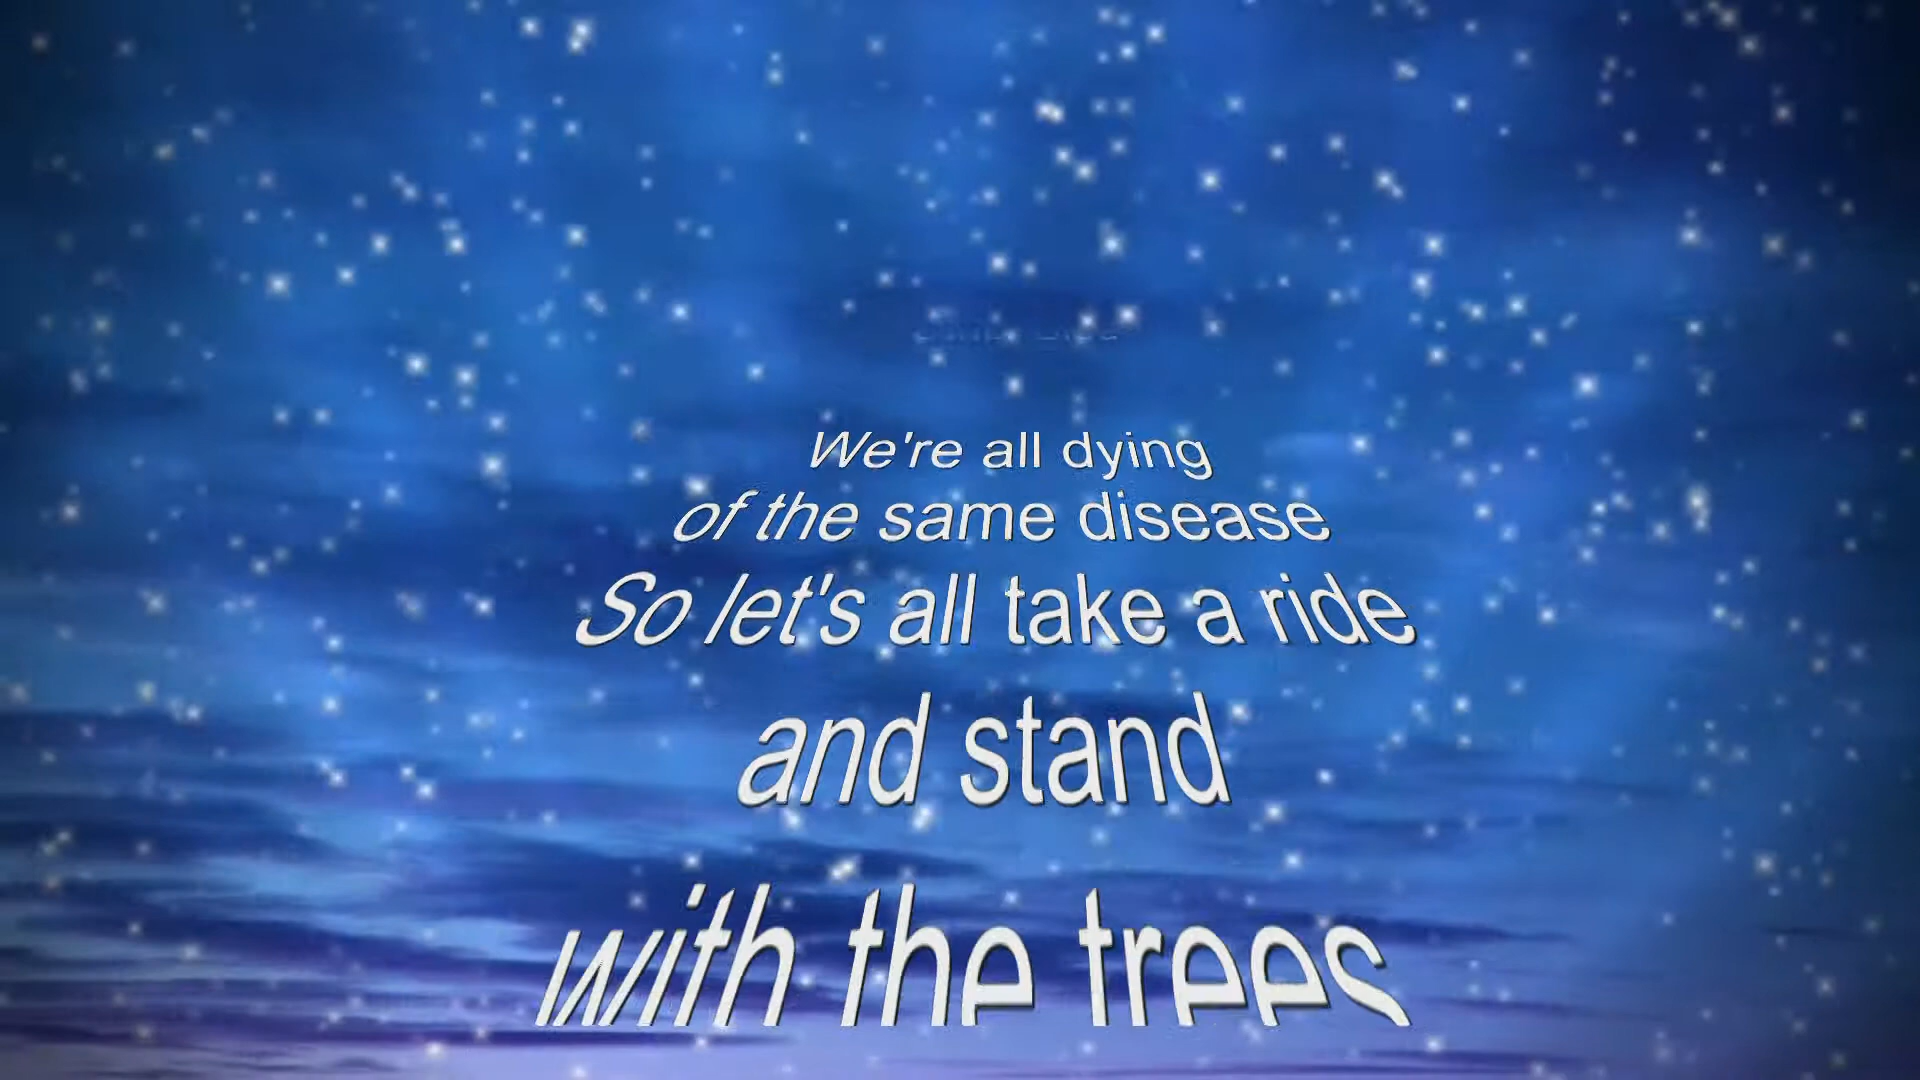 We're all dying
of the same disease
So let's all take a ride
and stand
with the trees